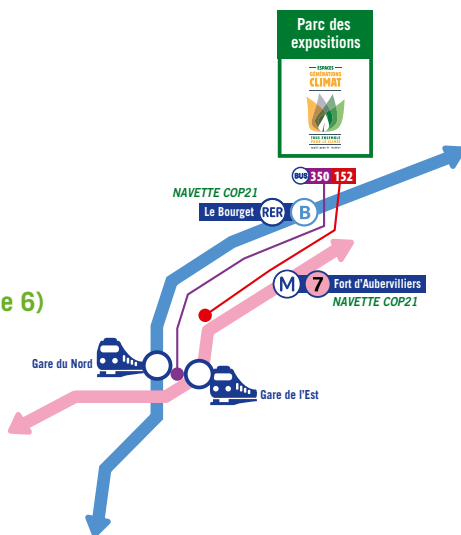 Parc des
expositions
ESPACES
GÉNÉRATIONS
CLIMAT
TOUS ENSEMBLE
POUR LE CLIMAT
BUS 350 152
NAVETTE COP21
Le Bourget RER B
M 7 Fort d'Aubervilliers
NAVETTE COP21
e 6)
Gare du Nord
Gare de l'Est